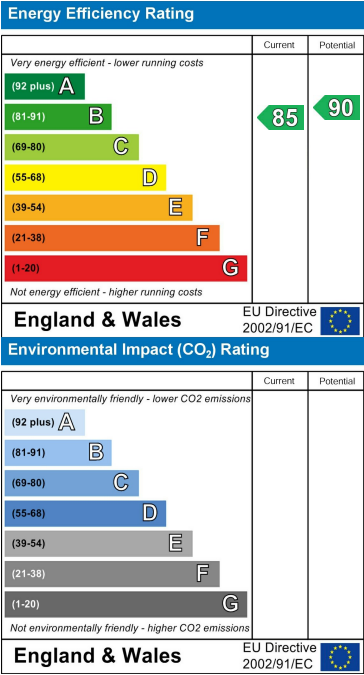 Energy Efficiency Rating
Current Potential
Very energy efficient - lower running costs
(92 plus) A
(81-91) B
85 90
(69-80) C
(55-68) D
(39-54) E
(21-38) F
(1-20) G
Not energy efficient - higher running costs
England & Wales
EU Directive
2002/91/EC
Environmental Impact (CO₂) Rating
Current Potential
Very environmentally friendly - lower CO2 emissions
(92 plus) A
(81-91) B
(69-80) C
(55-68) D
(39-54) E
(21-38) F
(1-20) G
Not environmentally friendly - higher CO2 emissions
England & Wales
EU Directive
2002/91/EC